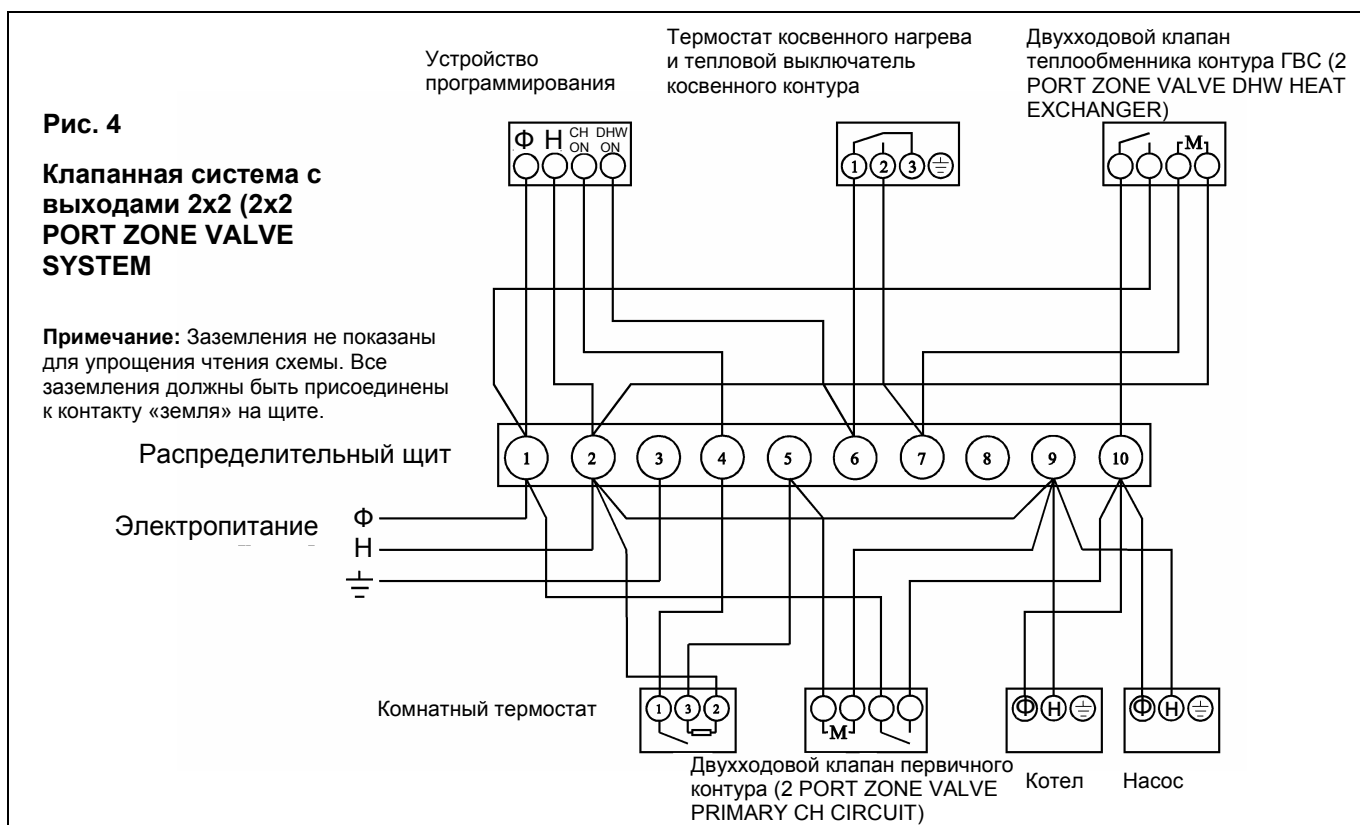 Устройство
программирования
Термостат косвенного нагрева
и тепловой выключатель
косвенного контура
Двухходовой клапан
теплообменника контура ГВС (2
PORT ZONE VALVE DHW HEAT
EXCHANGER)
Рис. 4
Клапанная система с
выходами 2x2 (2x2
PORT ZONE VALVE
SYSTEM
Примечание: Заземления не показаны
для упрощения чтения схемы. Все
заземления должны быть присоединены
к контакту «земля» на щите.
Ф Н CH ON DHW ON
1 2 3
M
Распределительный щит
1 2 3 4 5 6 7 8 9 10
Электропитание
Ф
Н
Комнатный термостат
1 3 2
M
Ф Н
Ф Н
Двухходовой клапан первичного
контура (2 PORT ZONE VALVE
PRIMARY CH CIRCUIT)
Котел
Насос